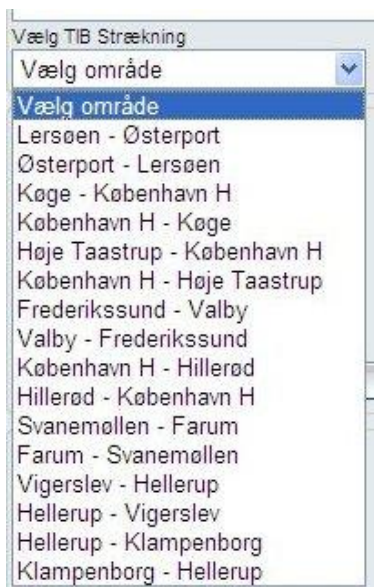 Vælg TIB Strækning
Vælg område
Vælg område
Lersøen - Østerport
Østerport - Lersøen
Køge - København H
København H - Køge
Høje Taastrup - København H
København H - Høje Taastrup
Frederikssund - Valby
Valby - Frederikssund
København H - Hillerød
Hillerød - København H
Svanemøllen - Farum
Farum - Svanemøllen
Vigerslev - Hellerup
Hellerup - Vigerslev
Hellerup - Klampenborg
Klampenborg - Hellerup